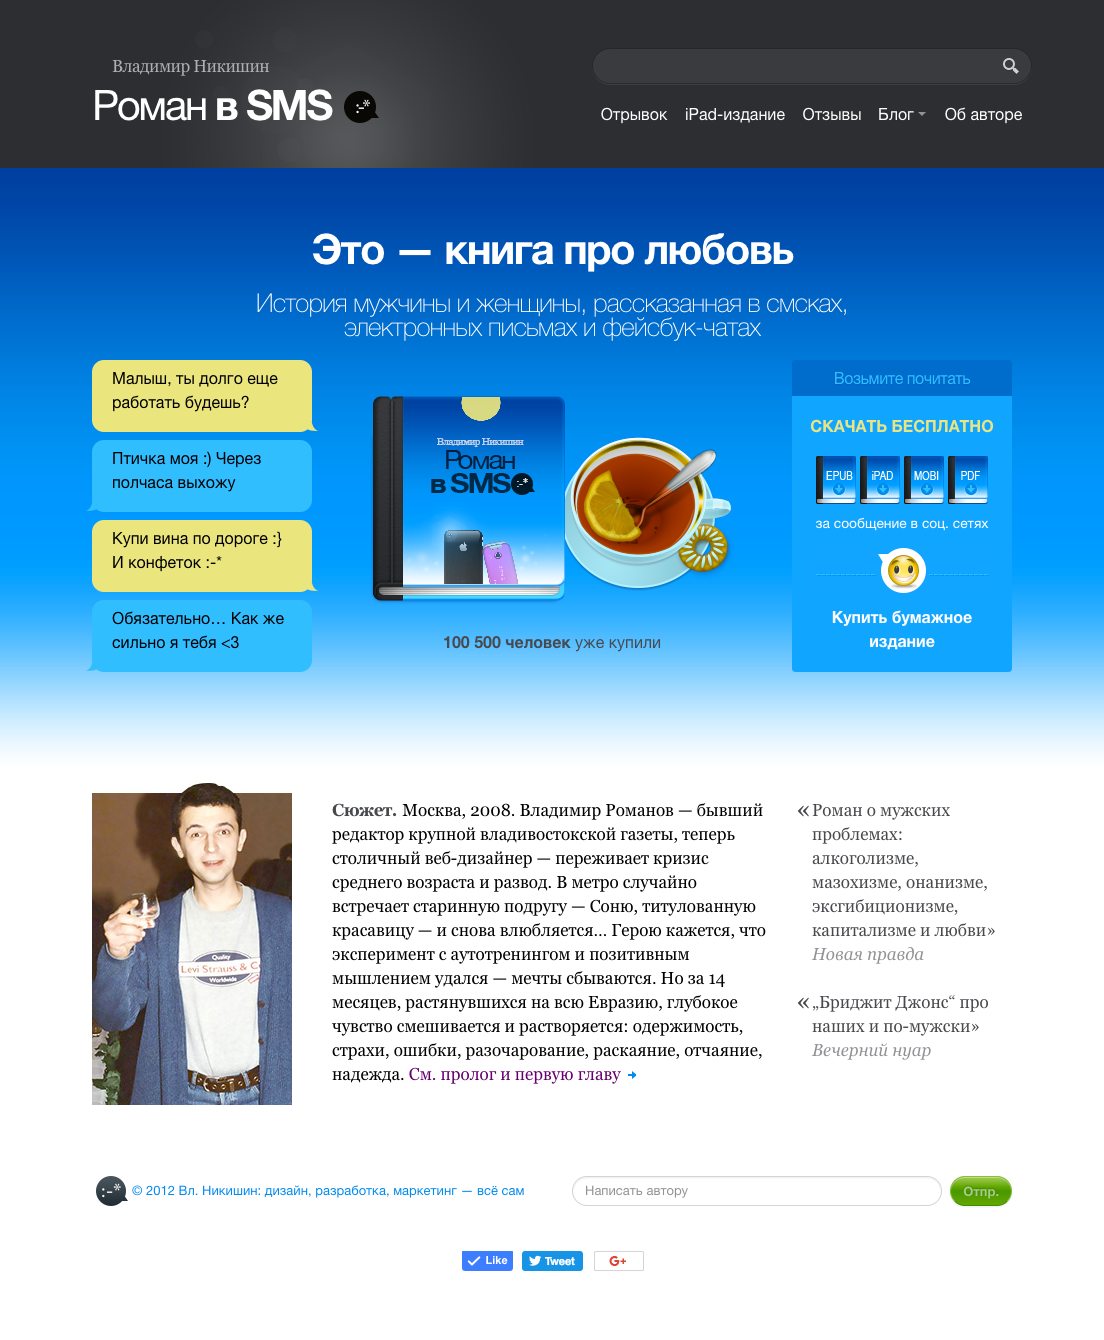 Владимир Никишин
Роман в SMS :-*
Отрывок iPad-издание Отзывы Блог Об авторе
Это — книга про любовь
История мужчины и женщины, рассказанная в смсках,
электронных письмах и фейсбук-чатах
Малыш, ты долго еще
работать будешь?
Птичка моя :) Через
полчаса выхожу
Купи вина по дороге :}
И конфеток :-*
Обязательно… Как же
сильно я тебя <3
Владимир Никишин
Роман
в SMS :-*
100 500 человек уже купили
Возьмите почитать
СКАЧАТЬ БЕСПЛАТНО
EPUB iPAD MOBI PDF
за сообщение в соц. сетях
Купить бумажное
издание
Quality
Levi Strauss & C
Worldwide
Сюжет. Москва, 2008. Владимир Романов — бывший
редактор крупной владивостокской газеты, теперь
столичный веб-дизайнер — переживает кризис
среднего возраста и развод. В метро случайно
встречает старинную подругу — Соню, титулованную
красавицу — и снова влюбляется… Герою кажется, что
эксперимент с аутотренингом и позитивным
мышлением удался — мечты сбываются. Но за 14
месяцев, растянувшихся на всю Евразию, глубокое
чувство смешивается и растворяется: одержимость,
страхи, ошибки, разочарование, раскаяние, отчаяние,
надежда. См. пролог и первую главу
«Роман о мужских
проблемах:
алкоголизме,
мазохизме, онанизме,
эксгибиционизме,
капитализме и любви»
Новая правда
«„Бриджит Джонс“ про
наших и по-мужски»
Вечерний нуар
:-* © 2012 Вл. Никишин: дизайн, разработка, маркетинг — всё сам
Написать автору
Отпр.
Like Tweet G+